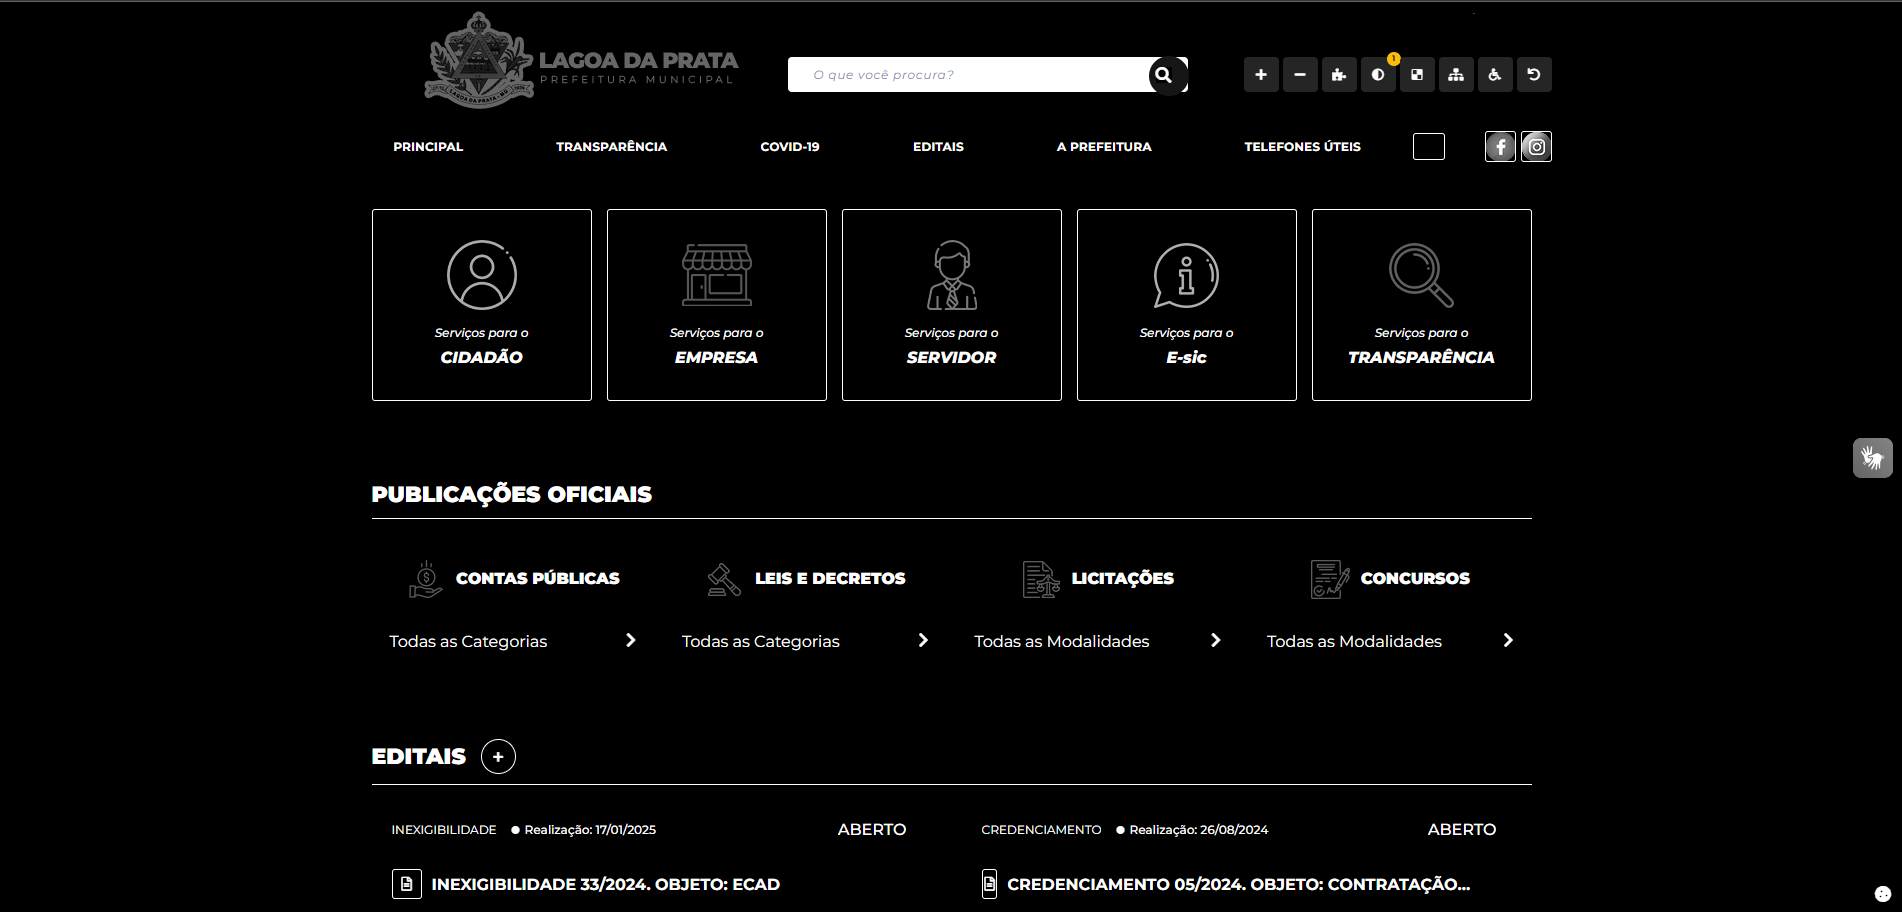 LAGOA DA PRATA
PREFEITURA MUNICIPAL
O que você procura?
1
PRINCIPAL
TRANSPARÊNCIA
COVID-19
EDITAIS
A PREFEITURA
TELEFONES ÚTEIS
Serviços para o
CIDADÃO
Serviços para o
EMPRESA
Serviços para o
SERVIDOR
Serviços para o
E-sic
Serviços para o
TRANSPARÊNCIA
PUBLICAÇÕES OFICIAIS
CONTAS PÚBLICAS
LEIS E DECRETOS
LICITAÇÕES
CONCURSOS
Todas as Categorias
Todas as Categorias
Todas as Modalidades
Todas as Modalidades
EDITAIS
INEXIGIBILIDADE
Realização: 17/01/2025
ABERTO
INEXIGIBILIDADE 33/2024. OBJETO: ECAD
CREDENCIAMENTO
Realização: 26/08/2024
ABERTO
CREDENCIAMENTO 05/2024. OBJETO: CONTRATAÇÃO...